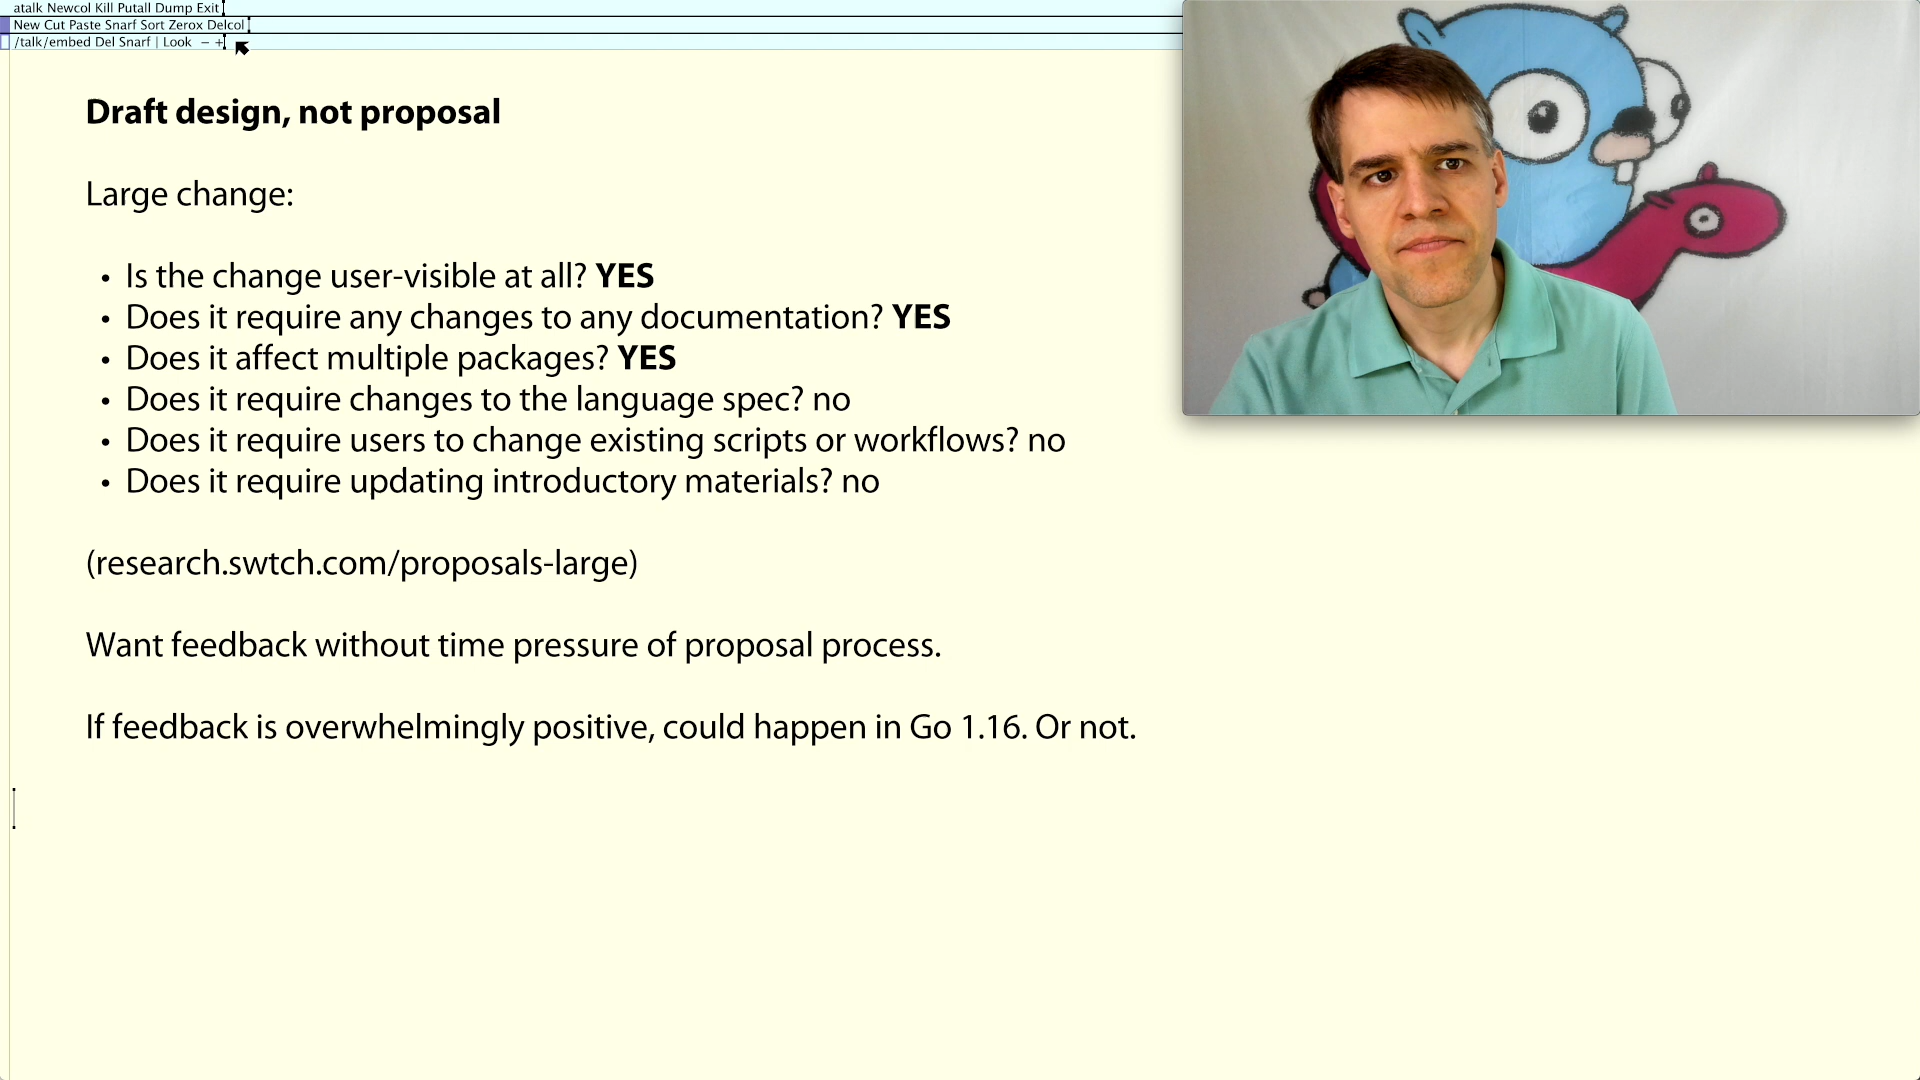 atalk Newcol Kill Putall Dump Exit
New Cut Paste Snarf Sort Zerox Delcol
/talk/embed Del Snarf | Look − +
Draft design, not proposal
Large change:
• Is the change user-visible at all? YES
• Does it require any changes to any documentation? YES
• Does it affect multiple packages? YES
• Does it require changes to the language spec? no
• Does it require users to change existing scripts or workflows? no
• Does it require updating introductory materials? no
(research.swtch.com/proposals-large)
Want feedback without time pressure of proposal process.
If feedback is overwhelmingly positive, could happen in Go 1.16. Or not.